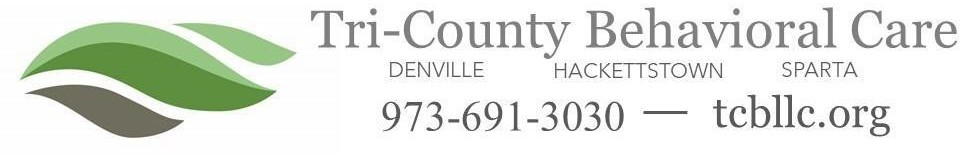 Tri-County Behavioral Care
DENVILLE HACKETTSTOWN SPARTA
973-691-3030 — tcbllc.org